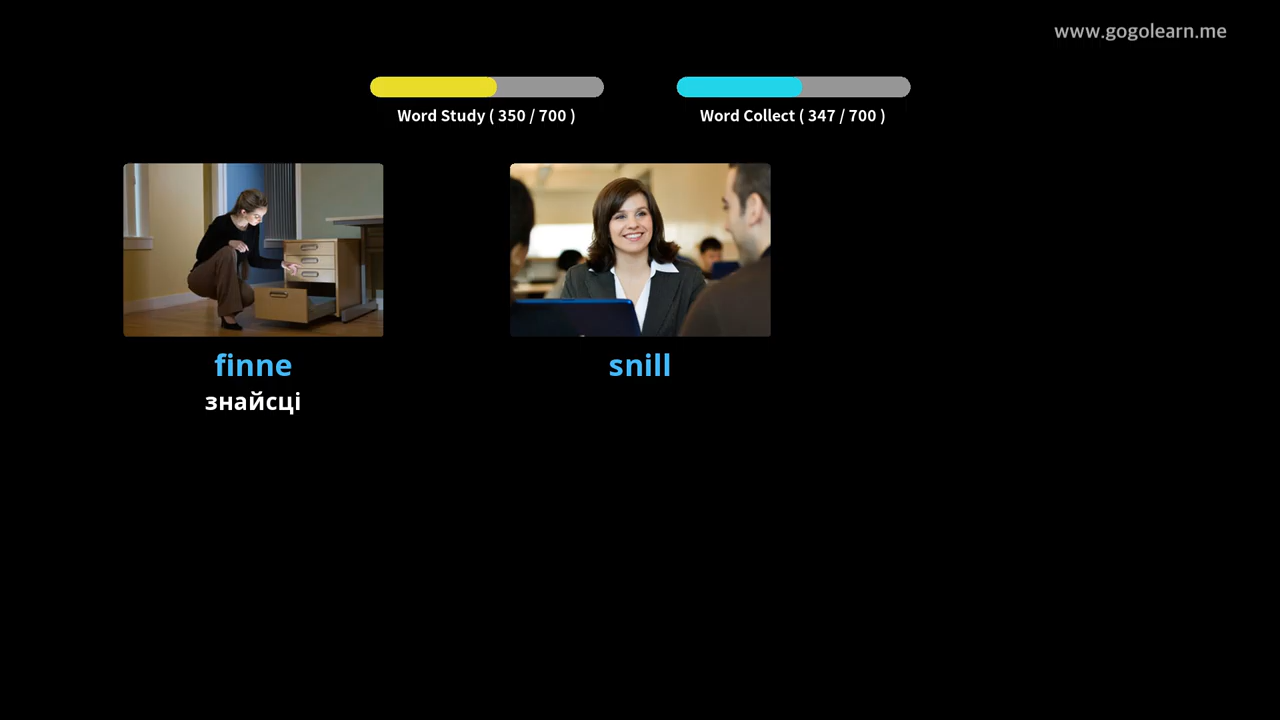 www.gogolearn.me
Word Study ( 350 / 700 )
Word Collect ( 347 / 700 )
finne
snill
знайсці